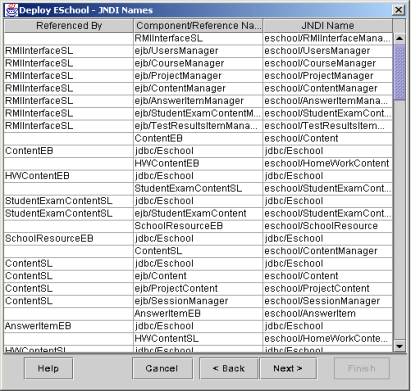 Deploy ESchool - JNDI Names
Referenced By Component/Reference Na... JNDI Name
RMIInterfaceSL eschool/RMIInterfaceMana...
RMIInterfaceSL ejb/UsersManager eschool/UsersManager
RMIInterfaceSL ejb/CourseManager eschool/CourseManager
RMIInterfaceSL ejb/ProjectManager eschool/ProjectManager
RMIInterfaceSL ejb/ContentManager eschool/ContentManager
RMIInterfaceSL ejb/AnswerItemManager eschool/AnswerItemMana...
RMIInterfaceSL ejb/StudentExamContentM... eschool/StudentExamCont...
RMIInterfaceSL ejb/TestResultsItemMana... eschool/TestResultsItem...
ContentEB eschool/Content
ContentEB jdbc/Eschool jdbc/Eschool
HWContentEB eschool/HomeWorkContent
HWContentEB jdbc/Eschool jdbc/Eschool
StudentExamContentSL eschool/StudentExamCont...
StudentExamContentSL jdbc/Eschool jdbc/Eschool
StudentExamContentSL ejb/StudentExamContent eschool/StudentExamCont...
SchoolResourceEB eschool/SchoolResource
SchoolResourceEB jdbc/Eschool jdbc/Eschool
ContentSL eschool/ContentManager
ContentSL jdbc/Eschool jdbc/Eschool
ContentSL ejb/Content eschool/Content
ContentSL ejb/ProjectContent eschool/ProjectContent
ContentSL ejb/SessionManager eschool/SessionManager
AnswerItemEB eschool/AnswerItem
AnswerItemEB jdbc/Eschool jdbc/Eschool
HWContentSL eschool/HomeWorkConte...
HWContentSL jdbc/Eschool jdbc/Eschool
Help Cancel < Back Next > Finish